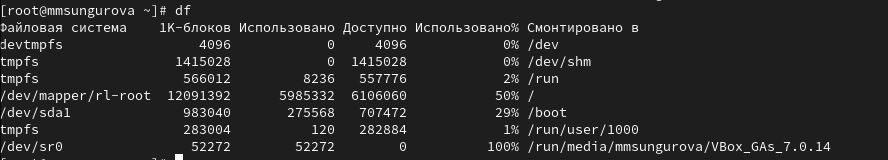 [root@mmsungurova ~]# df
Файловая система 1K-блоков Использовано Доступно Использовано% Смонтировано в
devtmpfs 4096 0 4096 0% /dev
tmpfs 1415028 0 1415028 0% /dev/shm
tmpfs 566012 8236 557776 2% /run
/dev/mapper/rl-root 12091392 5985332 6106060 50% /
/dev/sda1 983040 275568 707472 29% /boot
tmpfs 283004 120 282884 1% /run/user/1000
/dev/sr0 52272 52272 0 100% /run/media/mmsungurova/VBox_GAs_7.0.14